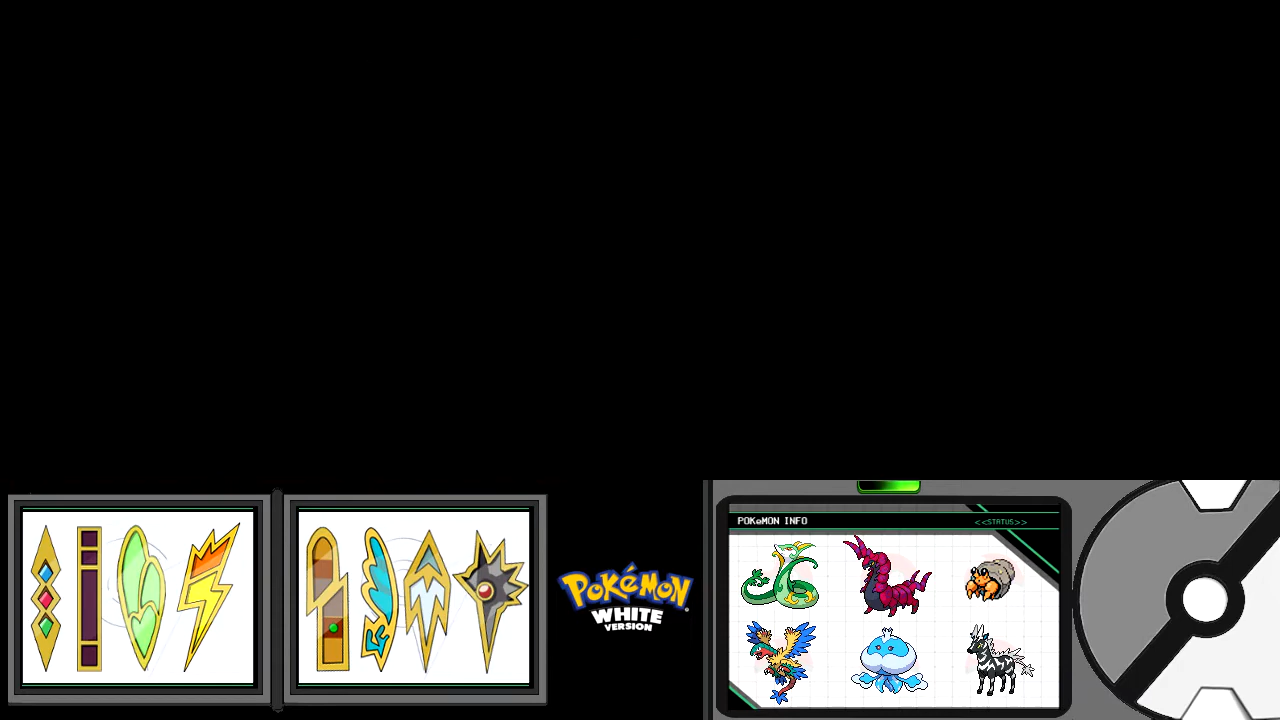 POKéMON INFO
<<STATUS>>
POKéMON
WHITE
VERSION